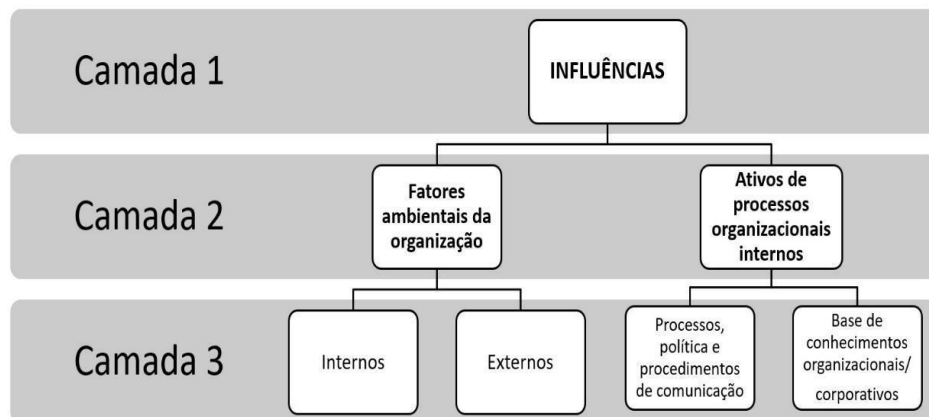 Camada 1
INFLUÊNCIAS
Camada 2
Fatores
ambientais da
organização
Ativos de
processos
organizacionais
internos
Camada 3
Internos
Externos
Processos,
política e
procedimentos
de comunicação
Base de
conhecimentos
organizacionais/
corporativos